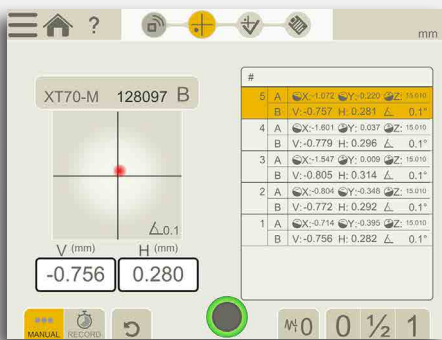 ?
mm
XT70-M 128097 B
0.1
V (mm) H (mm)
-0.756 0.280
MANUAL RECORD
0 0 ½ 1
#
5 A X:-1.072 Y:-0.220 Z: 15.010
B V:-0.757 H: 0.281 0.1°
4 A X:-1.601 Y: 0.037 Z: 15.010
B V:-0.779 H: 0.296 0.1°
3 A X:-1.547 Y: 0.009 Z: 15.010
B V:-0.805 H: 0.314 0.1°
2 A X:-0.804 Y:-0.348 Z: 15.010
B V:-0.772 H: 0.292 0.1°
1 A X:-0.714 Y:-0.395 Z: 15.010
B V:-0.756 H: 0.282 0.1°